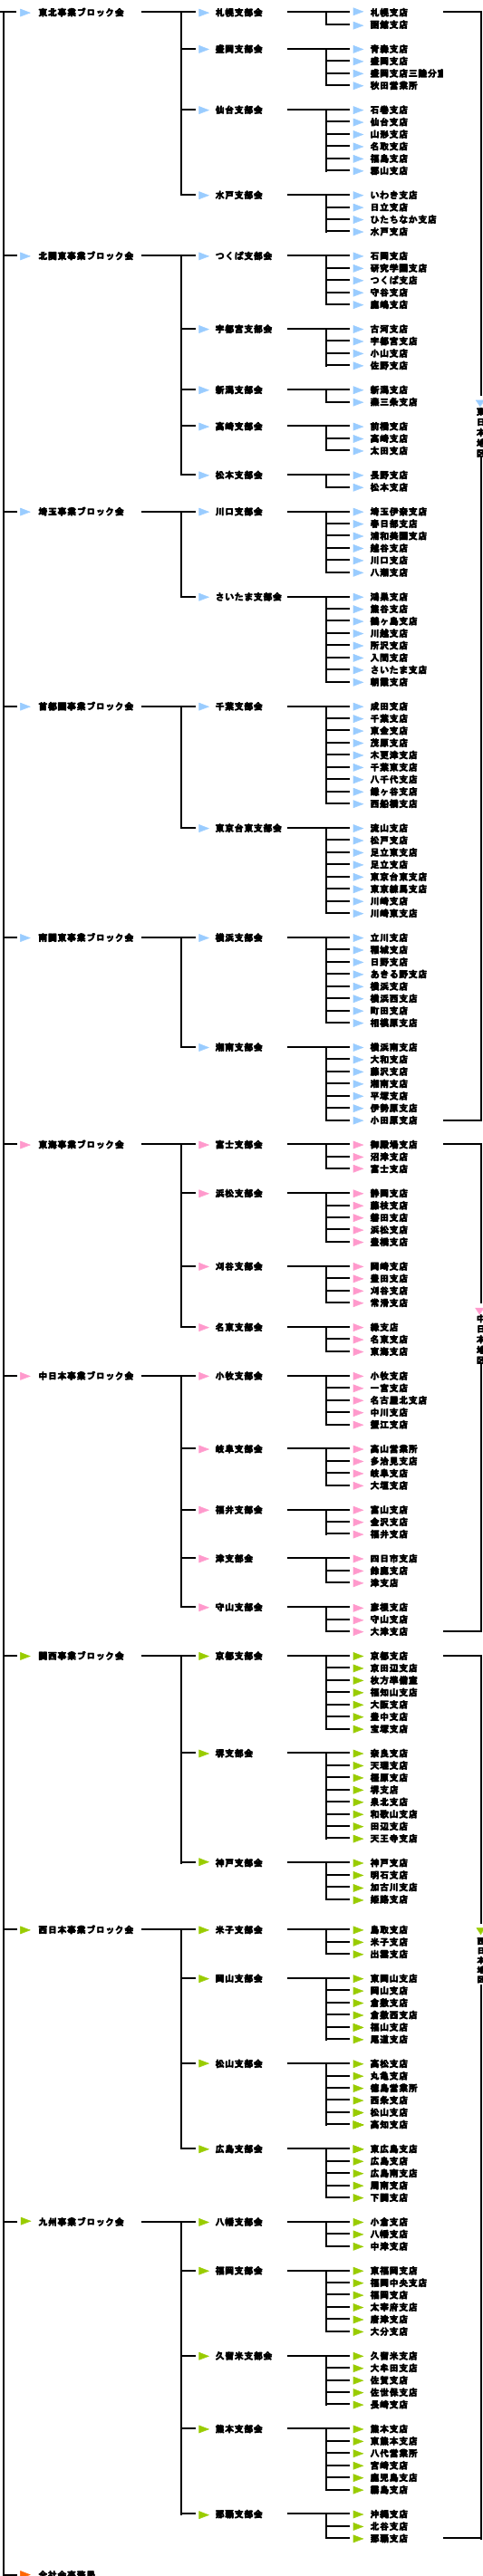 東北事業ブロック会
札幌支部会
札幌支店
函館支店
盛岡支部会
青森支店
盛岡支店
盛岡支店三陸分室
秋田営業所
仙台支部会
石巻支店
仙台支店
山形支店
名取支店
福島支店
郡山支店
水戸支部会
いわき支店
日立支店
ひたちなか支店
水戸支店
北関東事業ブロック会
つくば支部会
石岡支店
研究学園支店
つくば支店
守谷支店
鹿嶋支店
宇都宮支部会
古河支店
宇都宮支店
小山支店
佐野支店
新潟支部会
新潟支店
燕三条支店
高崎支部会
前橋支店
高崎支店
太田支店
松本支部会
長野支店
松本支店
東日本地区
埼玉事業ブロック会
川口支部会
埼玉伊奈支店
春日部支店
浦和美園支店
越谷支店
川口支店
八潮支店
さいたま支部会
鴻巣支店
熊谷支店
鶴ヶ島支店
川越支店
所沢支店
入間支店
さいたま支店
朝霞支店
首都圏事業ブロック会
千葉支部会
成田支店
千葉支店
東金支店
茂原支店
木更津支店
千葉東支店
八千代支店
鎌ヶ谷支店
西船橋支店
東京台東支部会
流山支店
松戸支店
足立東支店
足立支店
東京台東支店
東京練馬支店
川崎支店
川崎東支店
南関東事業ブロック会
横浜支部会
立川支店
稲城支店
日野支店
あきる野支店
横浜支店
横浜西支店
町田支店
相模原支店
湘南支部会
横浜南支店
大和支店
藤沢支店
湘南支店
平塚支店
伊勢原支店
小田原支店
東海事業ブロック会
富士支部会
御殿場支店
沼津支店
富士支店
浜松支部会
静岡支店
藤枝支店
磐田支店
浜松支店
豊橋支店
刈谷支部会
岡崎支店
豊田支店
刈谷支店
常滑支店
名東支部会
緑支店
名東支店
東海支店
中日本地区
中日本事業ブロック会
小牧支部会
小牧支店
一宮支店
名古屋北支店
中川支店
蟹江支店
岐阜支部会
高山営業所
多治見支店
岐阜支店
大垣支店
福井支部会
富山支店
金沢支店
福井支店
津支部会
四日市支店
鈴鹿支店
津支店
守山支部会
彦根支店
守山支店
大津支店
関西事業ブロック会
京都支部会
京都支店
京田辺支店
枚方準備室
福知山支店
大阪支店
豊中支店
宝塚支店
堺支部会
奈良支店
天理支店
橿原支店
堺支店
泉北支店
和歌山支店
田辺支店
天王寺支店
神戸支部会
神戸支店
明石支店
加古川支店
姫路支店
西日本事業ブロック会
米子支部会
鳥取支店
米子支店
出雲支店
西日本地区
岡山支部会
東岡山支店
岡山支店
倉敷支店
倉敷西支店
福山支店
尾道支店
松山支部会
高松支店
丸亀支店
徳島営業所
西条支店
松山支店
高知支店
広島支部会
東広島支店
広島支店
広島南支店
周南支店
下関支店
九州事業ブロック会
八幡支部会
小倉支店
八幡支店
中津支店
福岡支部会
東福岡支店
福岡中央支店
福岡支店
太宰府支店
唐津支店
大分支店
久留米支部会
久留米支店
大牟田支店
佐賀支店
佐世保支店
長崎支店
熊本支部会
熊本支店
東熊本支店
八代営業所
宮崎支店
鹿児島支店
霧島支店
那覇支部会
沖縄支店
北谷支店
那覇支店